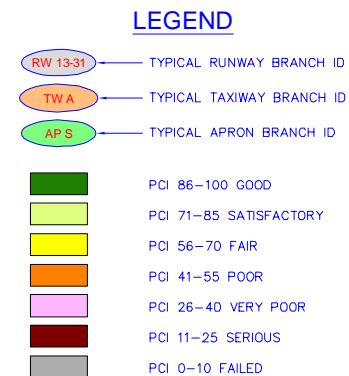 LEGEND
RW 13-31 TYPICAL RUNWAY BRANCH ID
TW A TYPICAL TAXIWAY BRANCH ID
AP S TYPICAL APRON BRANCH ID
PCI 86-100 GOOD
PCI 71-85 SATISFACTORY
PCI 56-70 FAIR
PCI 41-55 POOR
PCI 26-40 VERY POOR
PCI 11-25 SERIOUS
PCI 0-10 FAILED